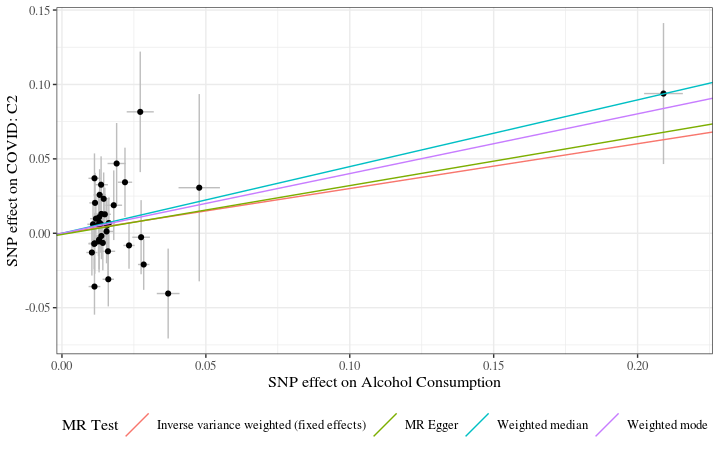 0.15
0.10
0.05
0.00
-0.05
SNP effect on COVID: C2
0.00 0.05 0.10 0.15 0.20
SNP effect on Alcohol Consumption
MR Test Inverse variance weighted (fixed effects) MR Egger Weighted median Weighted mode